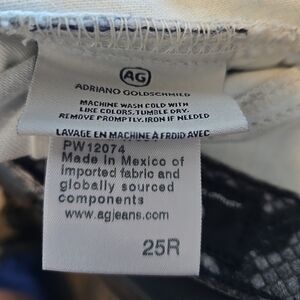 AG
ADRIANO GOLDSCHMIED
MACHINE WASH COLD WITH
LIKE COLORS. TUMBLE DRY.
REMOVE PROMPTLY. IRON IF NEEDED
LAVAGE EN MACHINE À FROID AVEC
PW12074
Made in Mexico of
imported fabric and
globally sourced
components
www.agjeans.com
25R